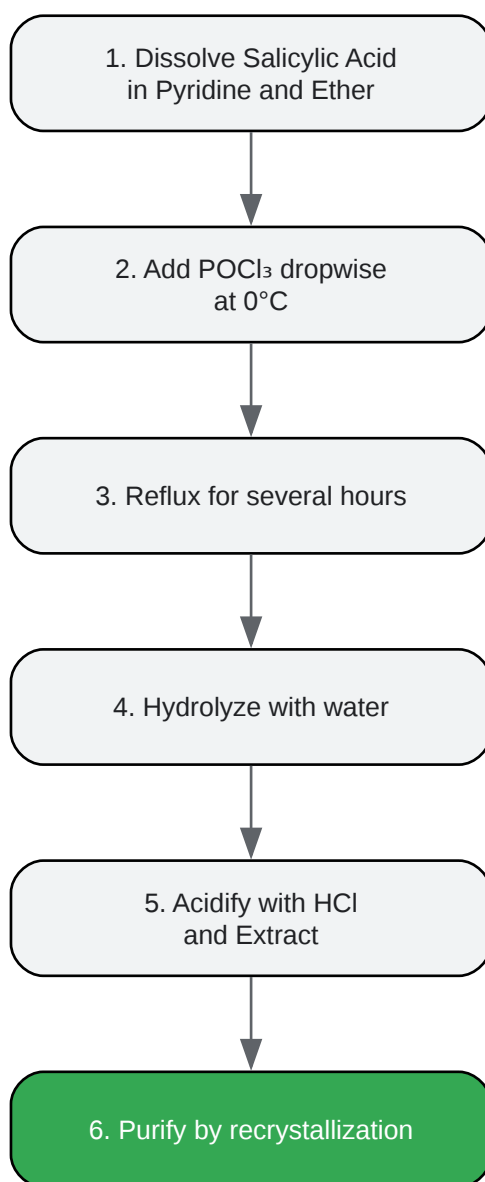 1. Dissolve Salicylic Acid
in Pyridine and Ether
2. Add POCl₃ dropwise
at 0°C
3. Reflux for several hours
4. Hydrolyze with water
5. Acidify with HCl
and Extract
6. Purify by recrystallization